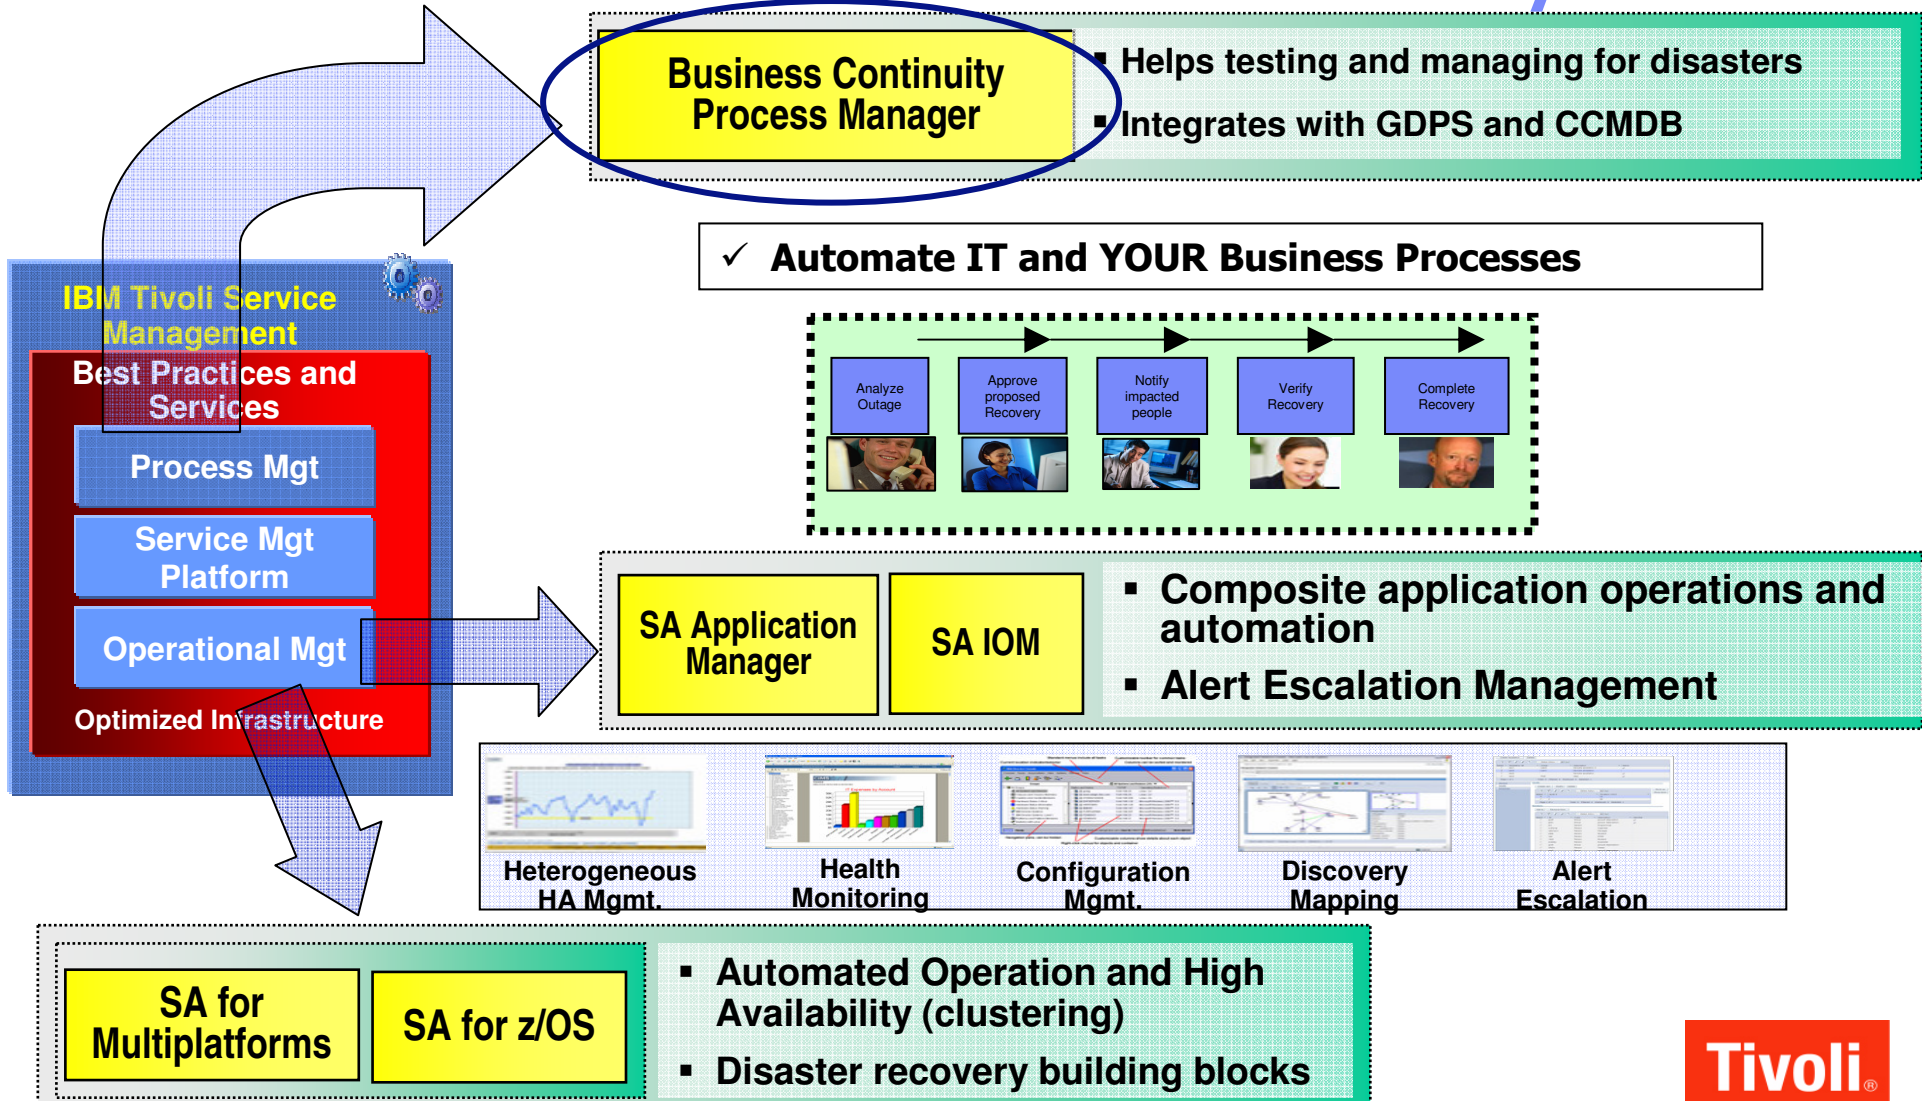 Business Continuity
Process Manager
▪ Helps testing and managing for disasters
▪ Integrates with GDPS and CCMDB
✓ Automate IT and YOUR Business Processes
IBM Tivoli Service
Management
Best Practices and
Services
Process Mgt
Service Mgt
Platform
Operational Mgt
Optimized Infrastructure
Analyze
Outage
Approve
proposed
Recovery
Notify
impacted
people
Verify
Recovery
Complete
Recovery
SA Application
Manager
SA IOM
▪ Composite application operations and
automation
▪ Alert Escalation Management
IT Expenses by Account
Heterogeneous
HA Mgmt.
Health
Monitoring
Configuration
Mgmt.
Discovery
Mapping
Alert
Escalation
SA for
Multiplatforms
SA for z/OS
▪ Automated Operation and High
Availability (clustering)
▪ Disaster recovery building blocks
Tivoli®